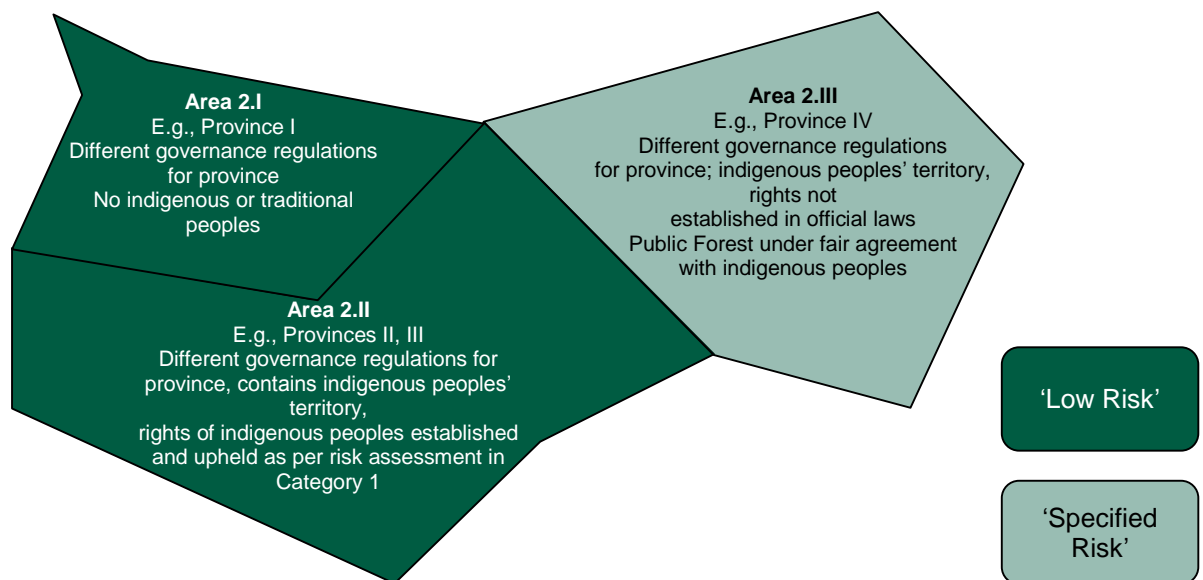 Area 2.I
E.g., Province I
Different governance regulations
for province
No indigenous or traditional
peoples
Area 2.III
E.g., Province IV
Different governance regulations
for province; indigenous peoples’ territory,
rights not
established in official laws
Public Forest under fair agreement
with indigenous peoples
Area 2.II
E.g., Provinces II, III
Different governance regulations for
province, contains indigenous peoples’
territory,
rights of indigenous peoples established
and upheld as per risk assessment in
Category 1
‘Low Risk’
‘Specified
Risk’